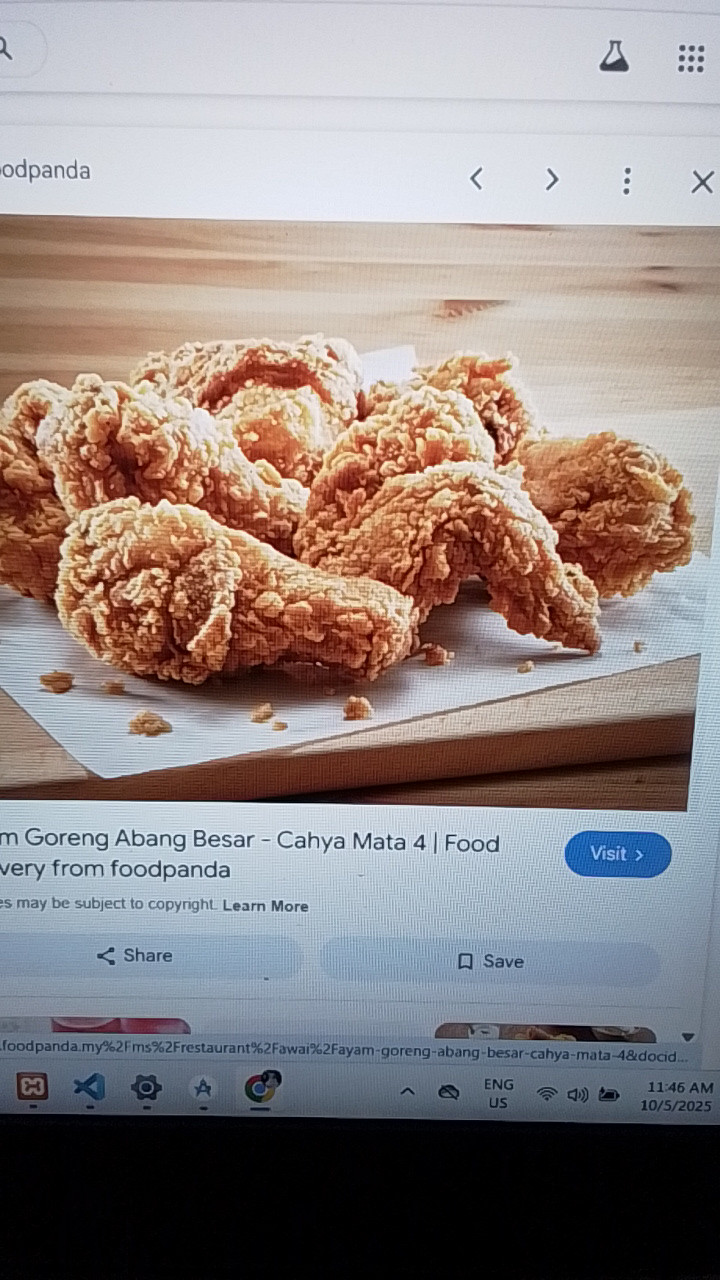 oodpanda
m Goreng Abang Besar - Cahya Mata 4 | Food
very from foodpanda
Visit >
es may be subject to copyright. Learn More
Share
Save
.foodpanda.my%2Fms%2Frestaurant%2Fawai%2Fayam-goreng-abang-besar-cahya-mata-4&docid...
ENG
US
11:46 AM
10/5/2025